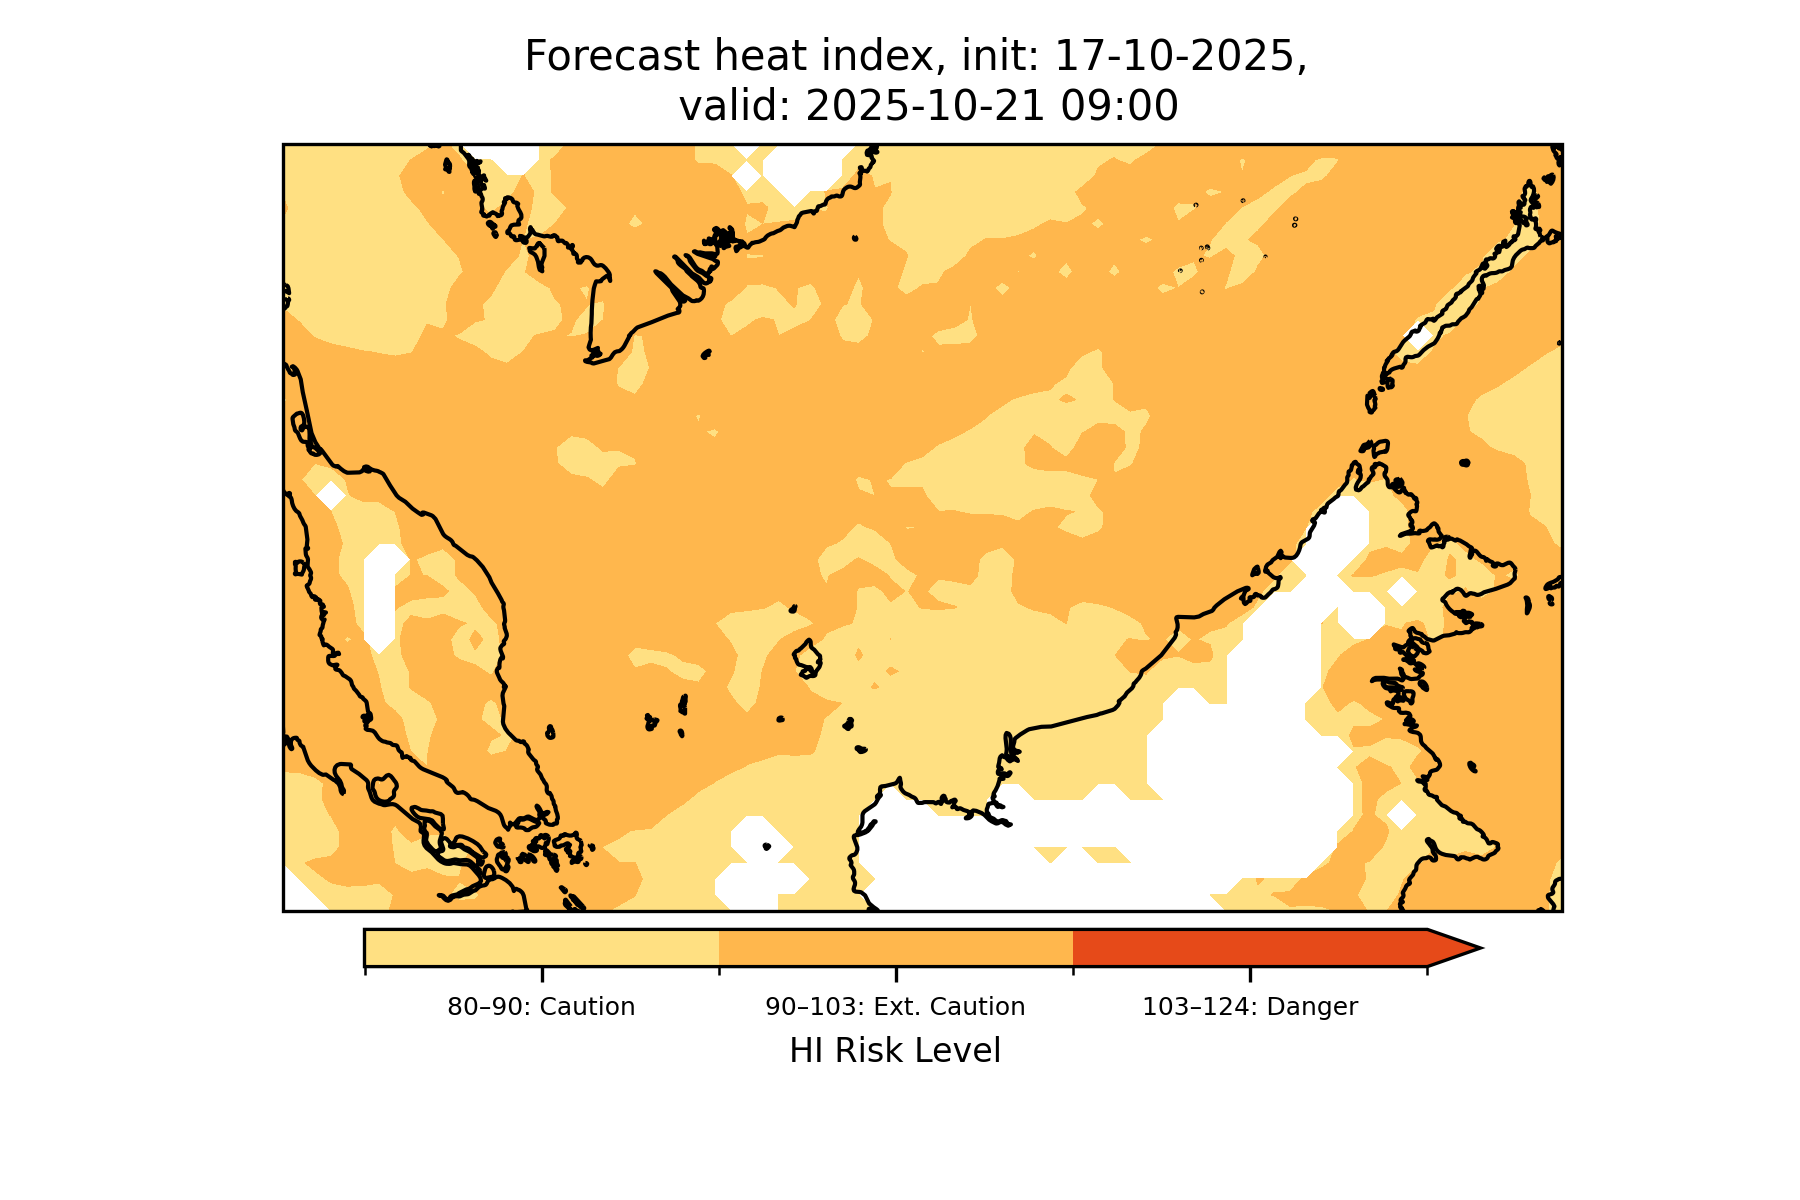 Forecast heat index, init: 17-10-2025,
valid: 2025-10-21 09:00
80–90: Caution
90–103: Ext. Caution
103–124: Danger
HI Risk Level